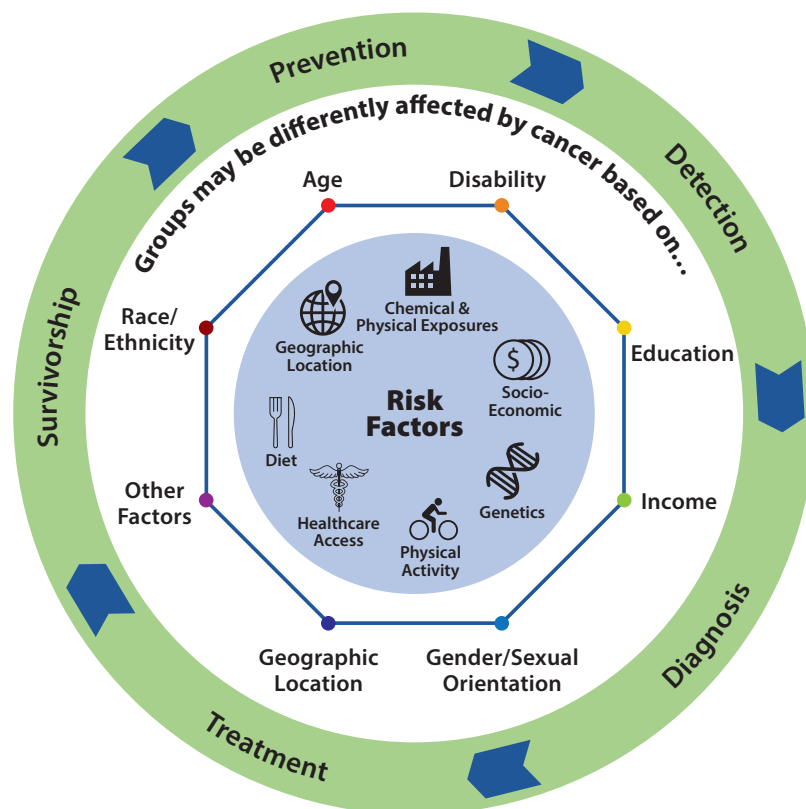 Prevention
Detection
Diagnosis
Treatment
Survivorship
Groups may be differently affected by cancer based on...
Age
Disability
Education
Income
Gender/Sexual
Orientation
Geographic
Location
Other
Factors
Race/
Ethnicity
Risk
Factors
Chemical &
Physical Exposures
$
Socio-
Economic
Genetics
Physical
Activity
Healthcare
Access
Diet
Geographic
Location